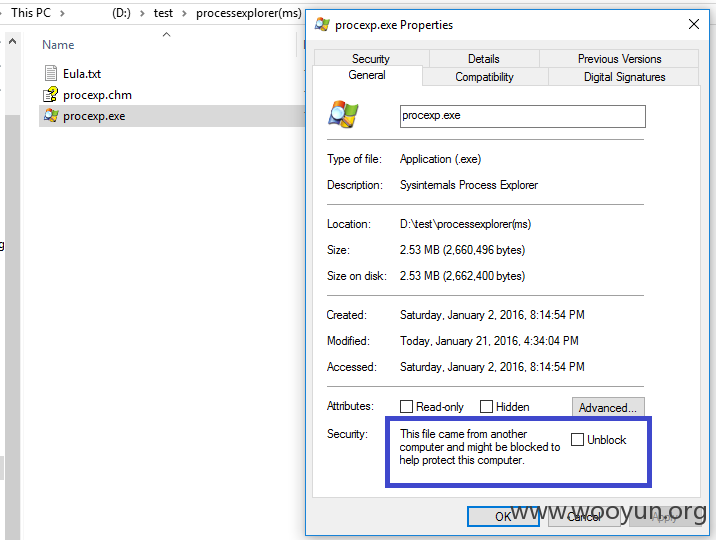 This PC > (D:) > test > processexplorer(ms)
Name
Eula.txt
procexp.chm
procexp.exe
procexp.exe Properties
Security Details Previous Versions
General Compatibility Digital Signatures
procexp.exe
Type of file: Application (.exe)
Description: Sysinternals Process Explorer
Location: D:\test\processexplorer(ms)
Size: 2.53 MB (2,660,496 bytes)
Size on disk: 2.53 MB (2,662,400 bytes)
Created: Saturday, January 2, 2016, 8:14:54 PM
Modified: Today, January 21, 2016, 4:34:04 PM
Accessed: Saturday, January 2, 2016, 8:14:54 PM
Attributes: Read-only Hidden Advanced...
Security: This file came from another
computer and might be blocked to
help protect this computer.
Unblock
OK Cancel Apply
www.wooyun.org